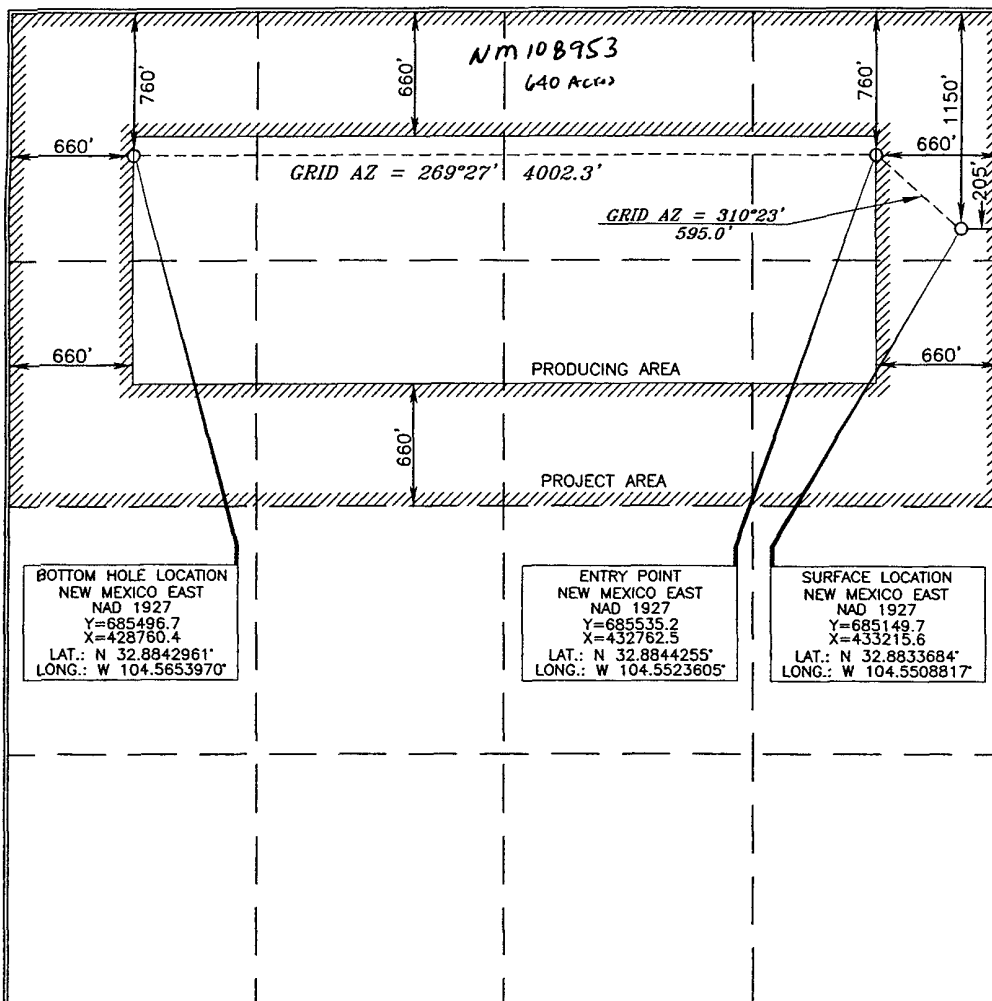 NM 108953
640 Acres
760'
660'
760'
1150'
660'
660'
205'
GRID AZ = 269°27' 4002.3'
GRID AZ = 310°23'
595.0'
660'
660'
PRODUCING AREA
660'
PROJECT AREA
BOTTOM HOLE LOCATION
NEW MEXICO EAST
NAD 1927
Y=685496.7
X=428760.4
LAT.: N 32.8842961°
LONG.: W 104.5653970°
ENTRY POINT
NEW MEXICO EAST
NAD 1927
Y=685535.2
X=432762.5
LAT.: N 32.8844255°
LONG.: W 104.5523605°
SURFACE LOCATION
NEW MEXICO EAST
NAD 1927
Y=685149.7
X=433215.6
LAT.: N 32.8833684°
LONG.: W 104.5508817°